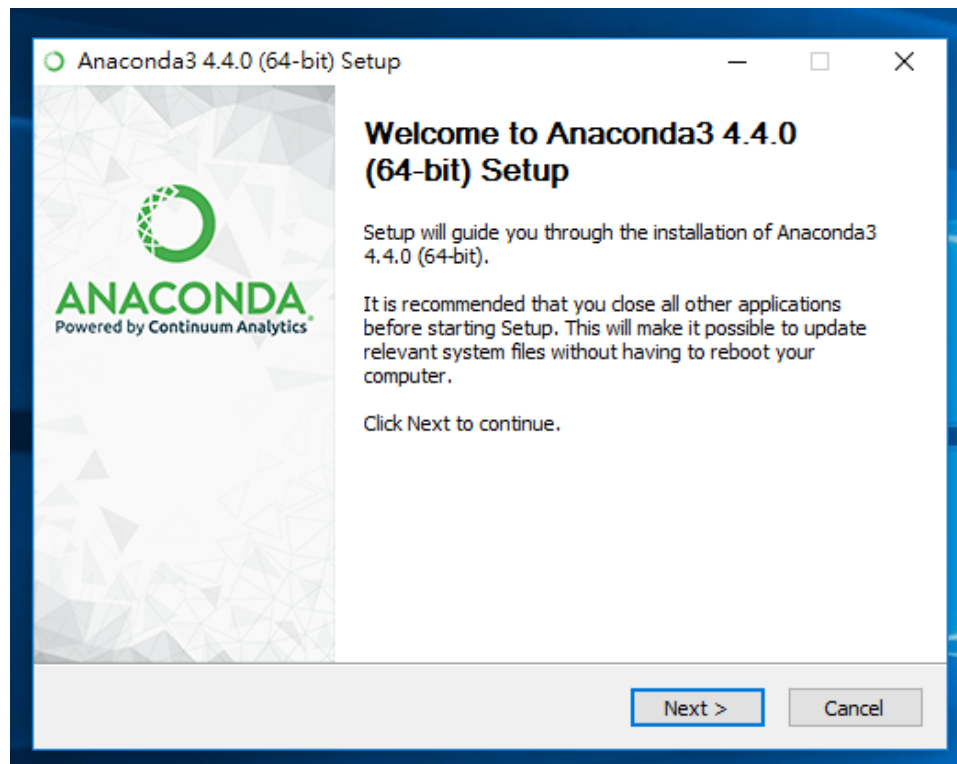 Anaconda3 4.4.0 (64-bit) Setup
Welcome to Anaconda3 4.4.0
(64-bit) Setup
Setup will guide you through the installation of Anaconda3
4.4.0 (64-bit).
It is recommended that you close all other applications
before starting Setup. This will make it possible to update
relevant system files without having to reboot your
computer.
Click Next to continue.
ANACONDA®
Powered by Continuum Analytics
Next >
Cancel